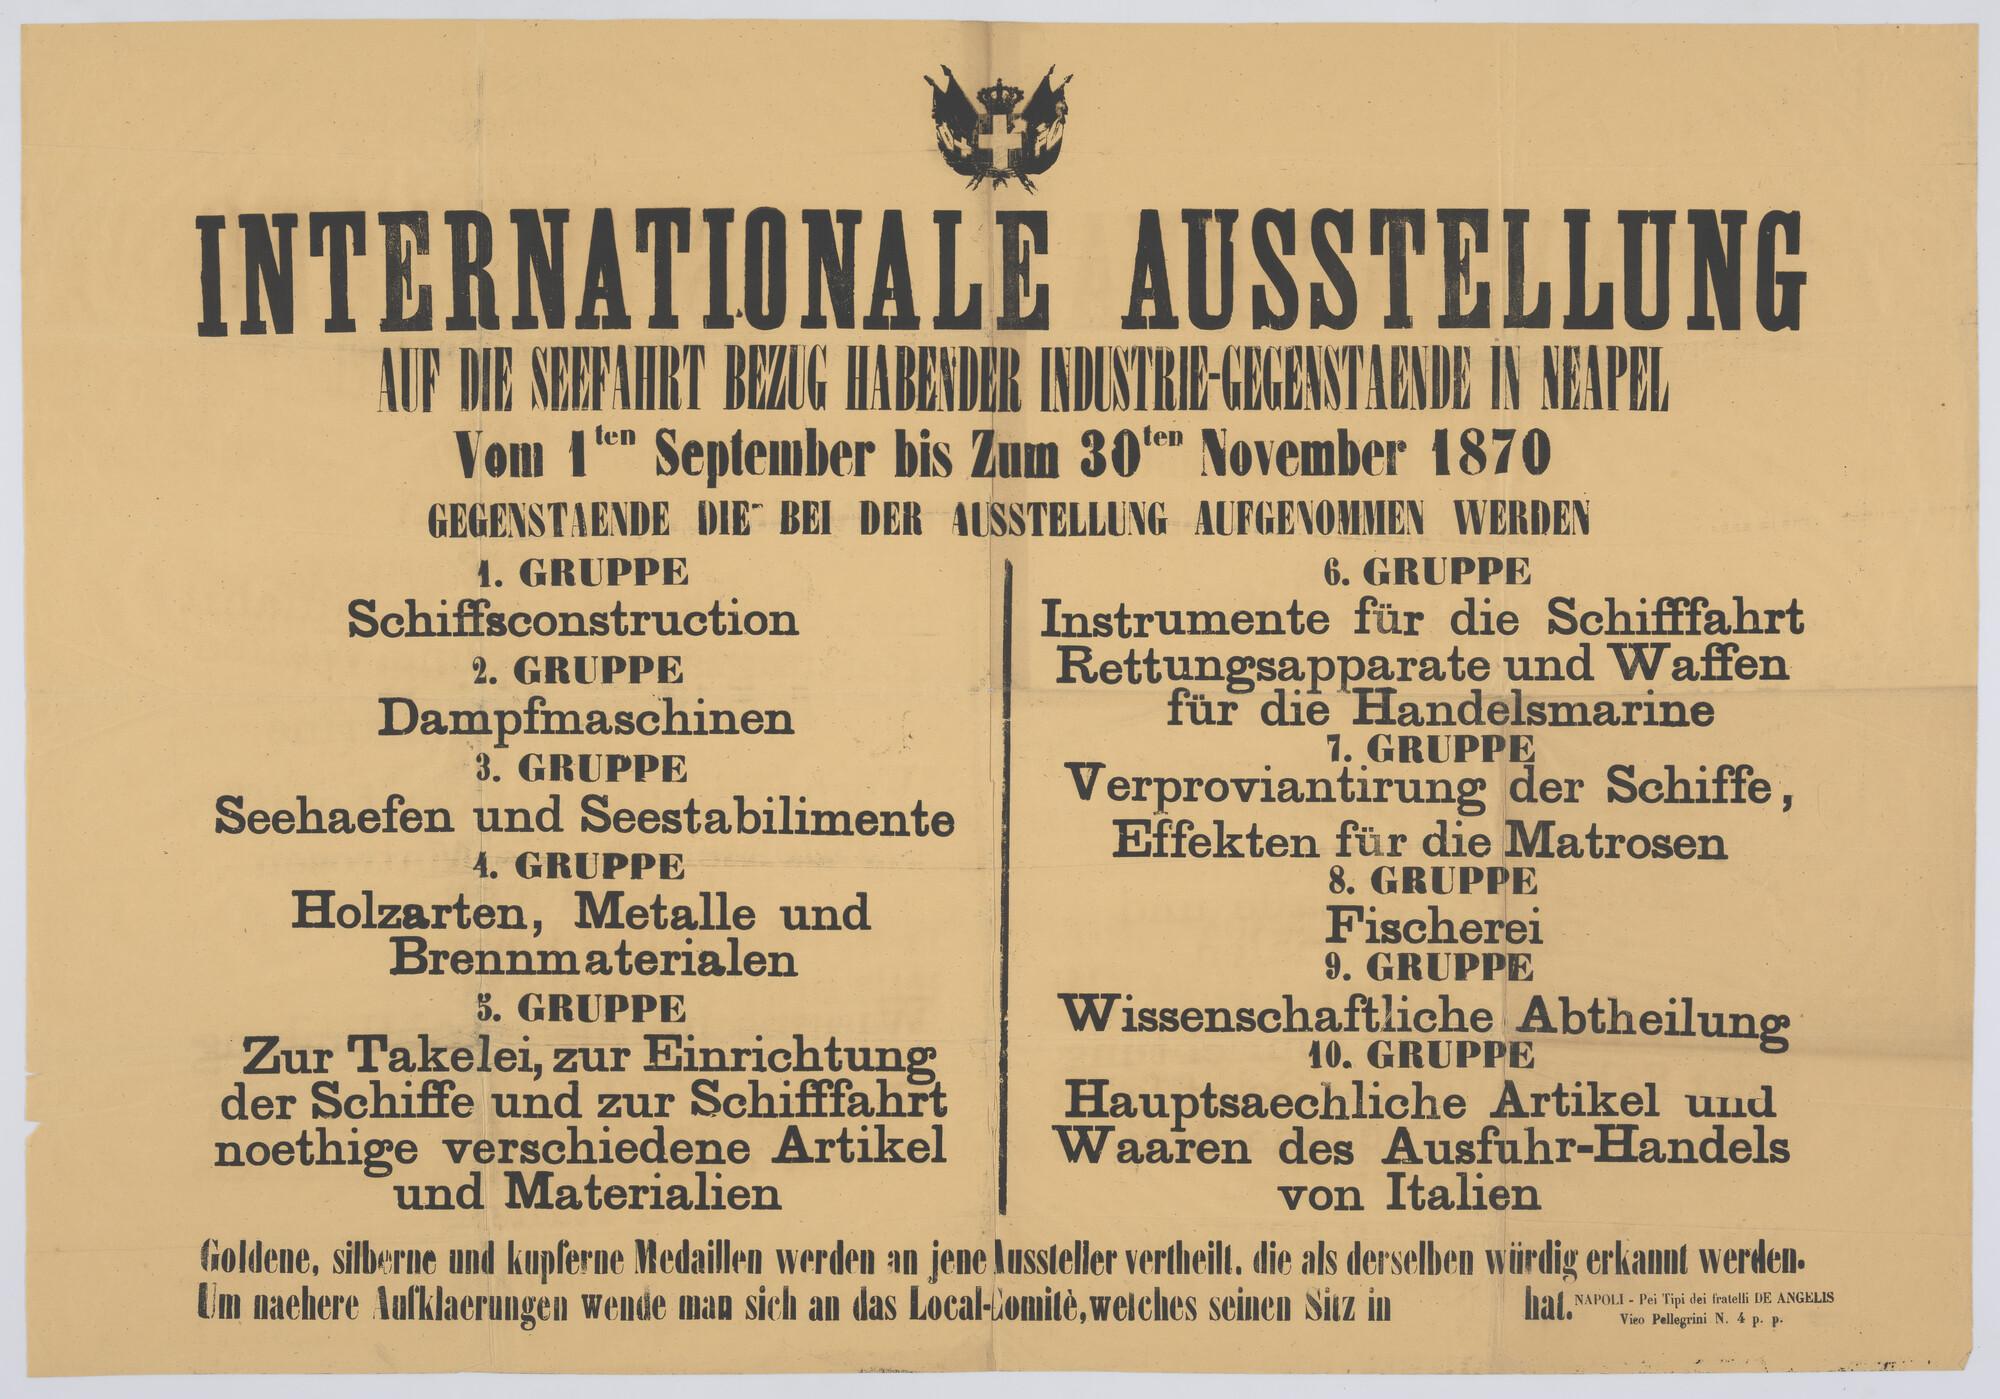 INTERNATIONALE AUSSTELLUNG
AUF DIE SEEFAHRT BEZUG HABENDER INDUSTRIE-GEGENSTAENDE IN NEAPEL
Vom 1ten September bis Zum 30ten November 1870
GEGENSTAENDE DIE BEI DER AUSSTELLUNG AUFGENOMMEN WERDEN
1. GRUPPE
Schiffsconstruction
2. GRUPPE
Dampfmaschinen
3. GRUPPE
Seehaefen und Seestabilimente
4. GRUPPE
Holzarten, Metalle und
Brennmaterialen
5. GRUPPE
Zur Takelei, zur Einrichtung
der Schiffe und zur Schifffahrt
noethige verschiedene Artikel
und Materialien
6. GRUPPE
Instrumente für die Schifffahrt
Rettungsapparate und Waffen
für die Handelsmarine
7. GRUPPE
Verproviantirung der Schiffe,
Effekten für die Matrosen
8. GRUPPE
Fischerei
9. GRUPPE
Wissenschaftliche Abtheilung
10. GRUPPE
Hauptsaechliche Artikel und
Waaren des Ausfuhr-Handels
von Italien
Goldene, silberne und kupferne Medaillen werden an jene Aussteller vertheilt. die als derselben würdig erkannt werden.
Um naehere Aufklaerungen wende man sich an das Local-Comitè, welches seinen Sitz in hat.
NAPOLI - Pei Tipi dei fratelli DE ANGELIS
Vico Pellegrini N. 4 p. p.